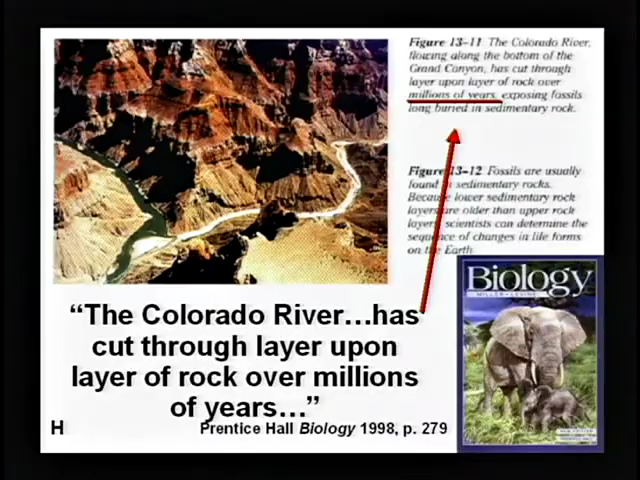 Figure 13–11 The Colorado River,
flowing along the bottom of the
Grand Canyon, has cut through
layer upon layer of rock over
millions of years, exposing fossils
long buried in sedimentary rock.
Figure 13–12 Fossils are usually
found in sedimentary rocks.
Because lower sedimentary rock
layers are older than upper rock
layers, scientists can determine the
sequence of changes in life forms
on the Earth
Biology
MILLER • LEVINE
“The Colorado River…has
cut through layer upon
layer of rock over millions
of years…”
H
Prentice Hall Biology 1998, p. 279